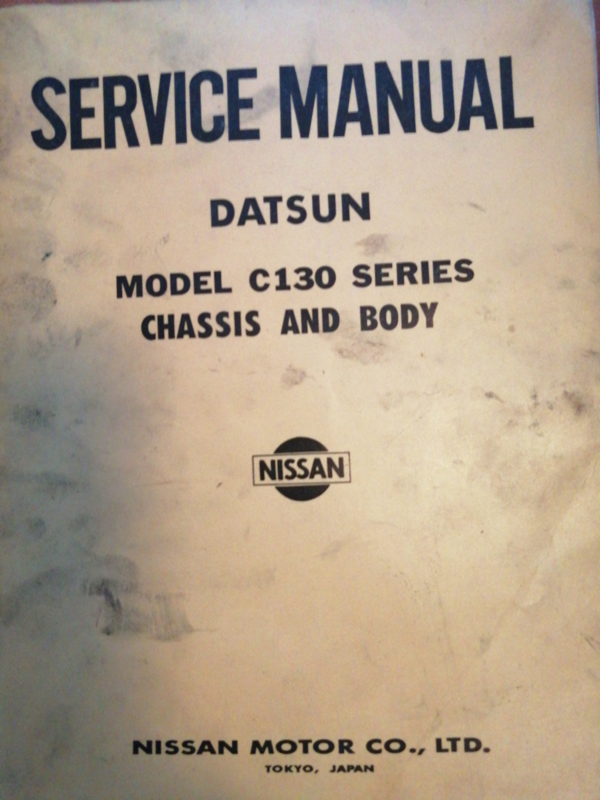 SERVICE MANUAL
DATSUN
MODEL C130 SERIES
CHASSIS AND BODY
NISSAN
NISSAN MOTOR CO., LTD.
TOKYO, JAPAN